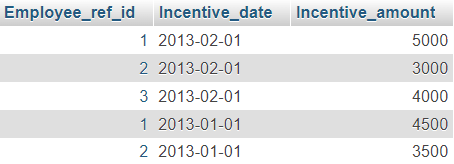 Employee_ref_id Incentive_date Incentive_amount
1 2013-02-01 5000
2 2013-02-01 3000
3 2013-02-01 4000
1 2013-01-01 4500
2 2013-01-01 3500